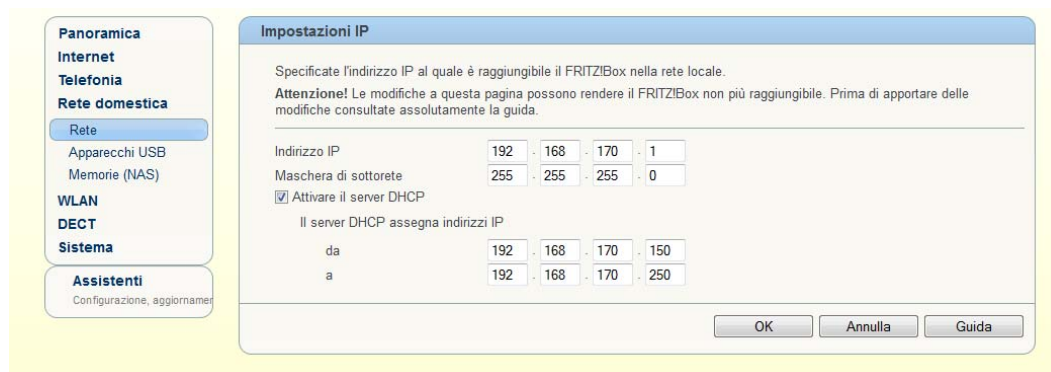 Panoramica
Internet
Telefonia
Rete domestica
Rete
Apparecchi USB
Memorie (NAS)
WLAN
DECT
Sistema
Assistenti
Configurazione, aggiornamer
Impostazioni IP
Specificate l'indirizzo IP al quale è raggiungibile il FRITZ!Box nella rete locale.
Attenzione! Le modifiche a questa pagina possono rendere il FRITZ!Box non più raggiungibile. Prima di apportare delle
modifiche consultate assolutamente la guida.
Indirizzo IP 192 . 168 . 170 . 1
Maschera di sottorete 255 . 255 . 255 . 0
Attivare il server DHCP
Il server DHCP assegna indirizzi IP
da 192 . 168 . 170 . 150
a 192 . 168 . 170 . 250
OK Annulla Guida